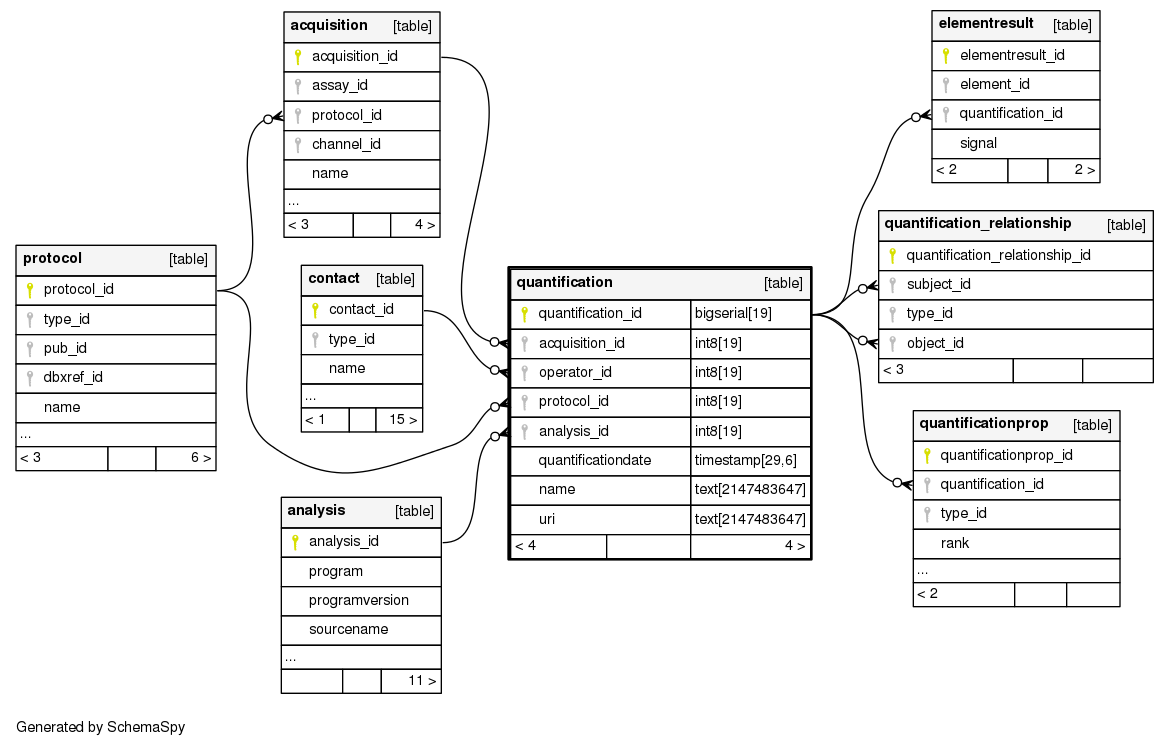 acquisition [table]
acquisition_id
assay_id
protocol_id
channel_id
name
...
< 3 4 >
elementresult [table]
elementresult_id
element_id
quantification_id
signal
< 2 2 >
quantification_relationship [table]
quantification_relationship_id
subject_id
type_id
object_id
< 3
protocol [table]
protocol_id
type_id
pub_id
dbxref_id
name
...
< 3 6 >
contact [table]
contact_id
type_id
name
...
< 1 15 >
quantification [table]
quantification_id bigserial[19]
acquisition_id int8[19]
operator_id int8[19]
protocol_id int8[19]
analysis_id int8[19]
quantificationdate timestamp[29,6]
name text[2147483647]
uri text[2147483647]
< 4 4 >
quantificationprop [table]
quantificationprop_id
quantification_id
type_id
rank
...
< 2
analysis [table]
analysis_id
program
programversion
sourcename
...
11 >
Generated by SchemaSpy